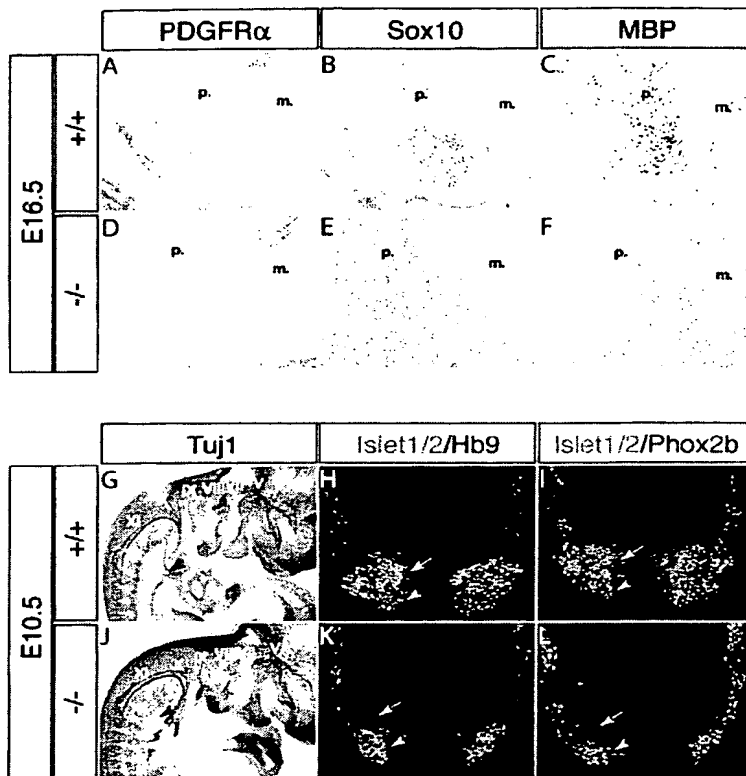 PDGFRα Sox10 MBP
E16.5
+/+
A B C
p. m. p. m. p. m.
-/-
D E F
p. m. p. m. p. m.
Tuj1 Islet1/2/Hb9 Islet1/2/Phox2b
E10.5
+/+
G H I
-/-
J K L
V